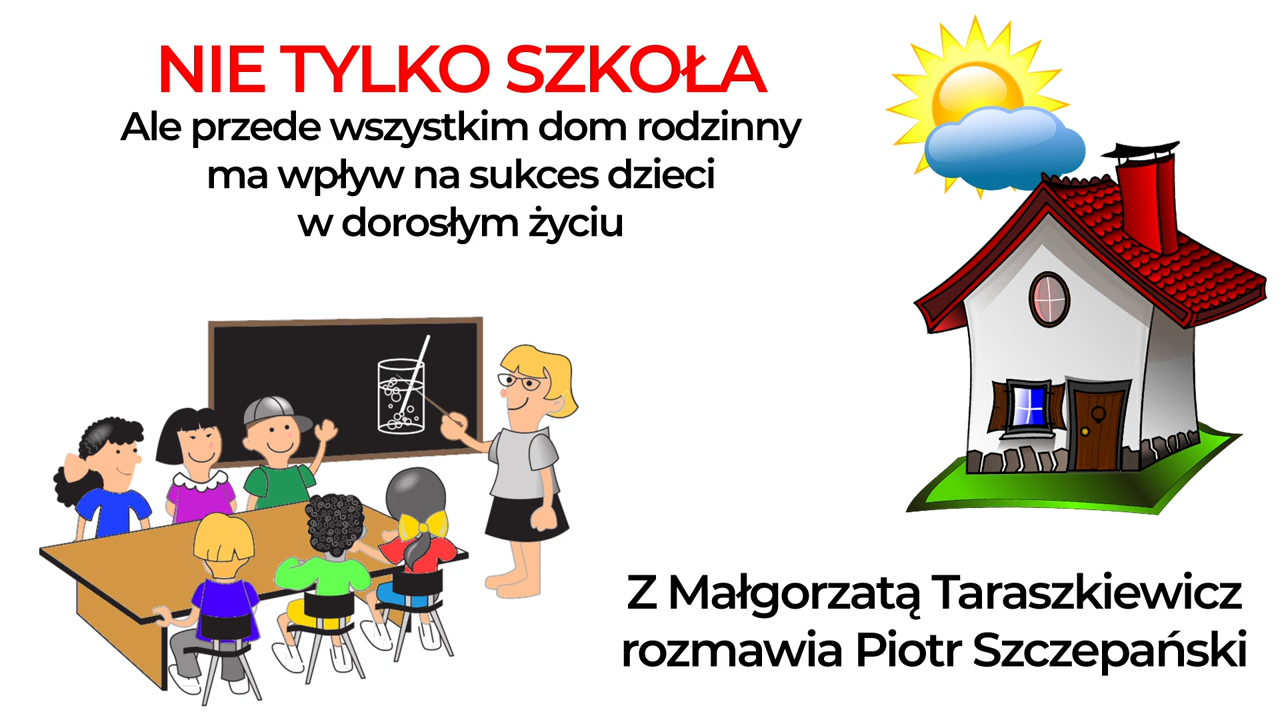 NIE TYLKO SZKOŁA
Ale przede wszystkim dom rodzinny
ma wpływ na sukces dzieci
w dorosłym życiu
Z Małgorzatą Taraszkiewicz
rozmawia Piotr Szczepański